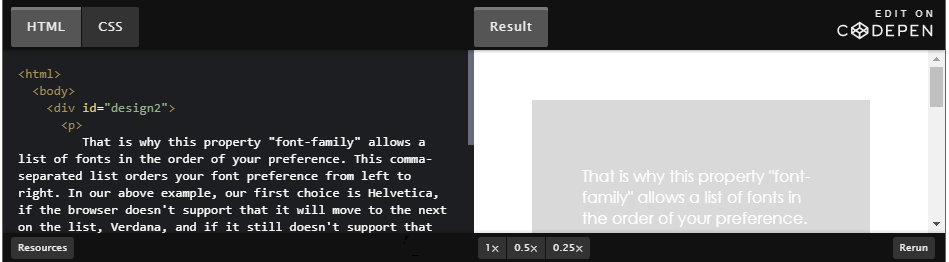 HTML
CSS
Result
EDIT ON
CODEPEN
<html>
<body>
<div id="design2">
<p>
That is why this property "font-family" allows a
list of fonts in the order of your preference. This comma-
separated list orders your font preference from left to
right. In our above example, our first choice is Helvetica,
if the browser doesn't support that it will move to the next
on the list, Verdana, and if it still doesn't support that
That is why this property "font-
family" allows a list of fonts in
the order of your preference.
Resources
1x
0.5x
0.25x
Rerun